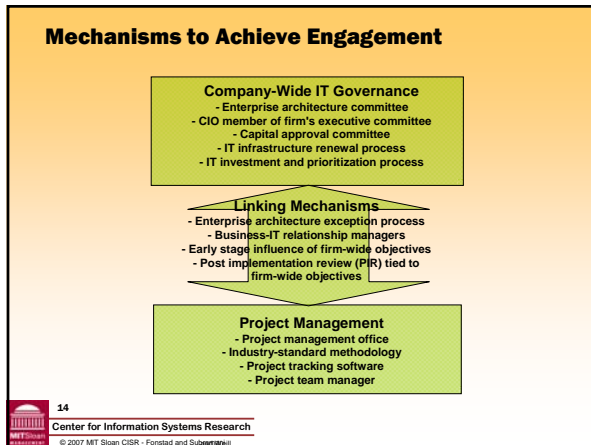 Mechanisms to Achieve Engagement
Company-Wide IT Governance
- Enterprise architecture committee
- CIO member of firm's executive committee
- Capital approval committee
- IT infrastructure renewal process
- IT investment and prioritization process
Linking Mechanisms
- Enterprise architecture exception process
- Business-IT relationship managers
- Early stage influence of firm-wide objectives
- Post implementation review (PIR) tied to
firm-wide objectives
Project Management
- Project management office
- Industry-standard methodology
- Project tracking software
- Project team manager
14
MITSloan
MANAGEMENT
Center for Information Systems Research
© 2007 MIT Sloan CISR - Fonstad and